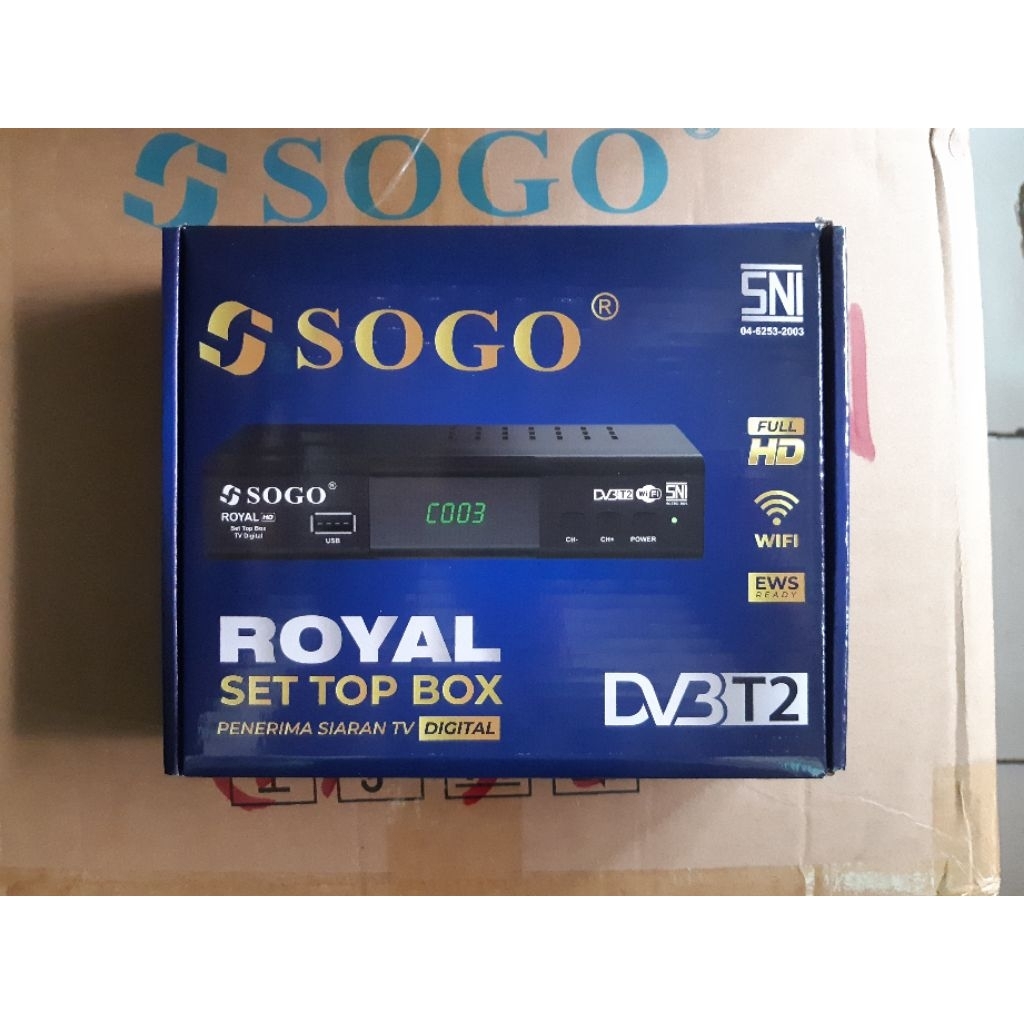 SOGO
SOGO®
SNI
04-6253-2003
FULL
HD
WIFI
EWS
READY
SOGO®
ROYAL HD
Set Top Box
TV Digital
USB
C003
DVB T2 WiFi SNI
CH- CH+ POWER
ROYAL
SET TOP BOX
PENERIMA SIARAN TV DIGITAL
DVB T2